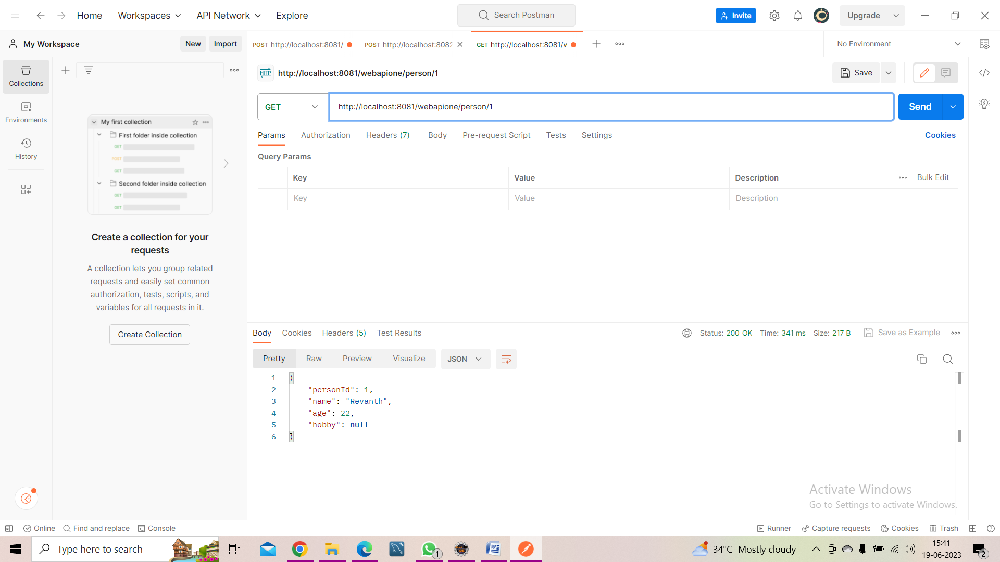 Home
Workspaces
API Network
Explore
Search Postman
Invite
Upgrade
My Workspace
New
Import
POST http://localhost:8081/
POST http://localhost:8082
GET http://localhost:8081/w
No Environment
Collections
Environments
History
My first collection
First folder inside collection
GET
POST
GET
Second folder inside collection
GET
GET
Create a collection for your
requests
A collection lets you group related
requests and easily set common
authorization, tests, scripts, and
variables for all requests in it.
Create Collection
HTTP http://localhost:8081/webapione/person/1
Save
GET
http://localhost:8081/webapione/person/1
Send
Params
Authorization
Headers (7)
Body
Pre-request Script
Tests
Settings
Cookies
Query Params
Key
Value
Description
Bulk Edit
Key
Value
Description
Body
Cookies
Headers (5)
Test Results
Status: 200 OK
Time: 341 ms
Size: 217 B
Save as Example
Pretty
Raw
Preview
Visualize
JSON
1 {
2 "personId": 1,
3 "name": "Revanth",
4 "age": 22,
5 "hobby": null
6 }
Activate Windows
Go to Settings to activate Windows.
Online
Find and replace
Console
Runner
Capture requests
Cookies
Trash
Type here to search
1
34°C Mostly cloudy
15:41
19-06-2023
2